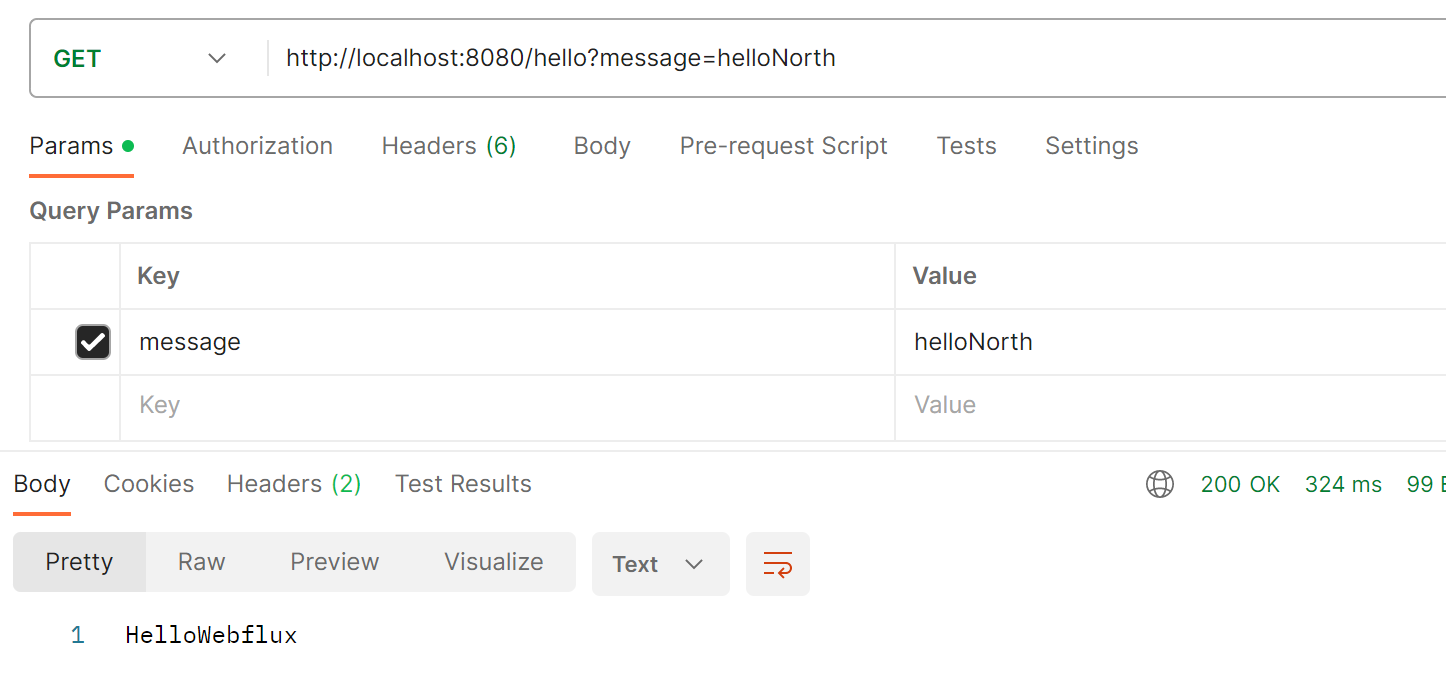 GET http://localhost:8080/hello?message=helloNorth
Params Authorization Headers (6) Body Pre-request Script Tests Settings
Query Params
Key Value
message helloNorth
Key Value
Body Cookies Headers (2) Test Results 200 OK 324 ms 99
Pretty Raw Preview Visualize Text
1 HelloWebflux